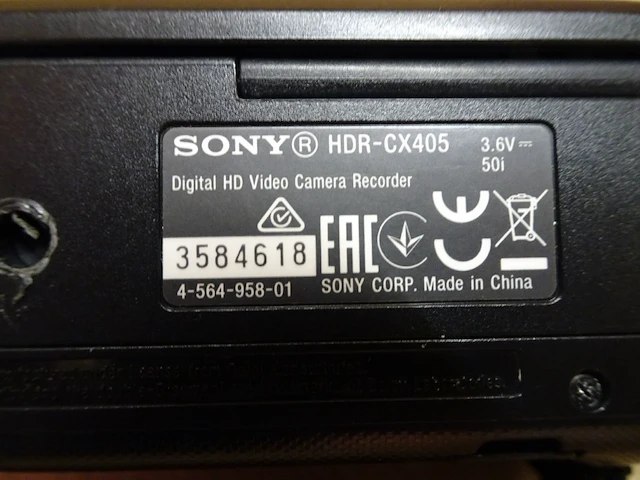 SONY® HDR-CX405 3.6V⎓
50i
Digital HD Video Camera Recorder
3584618
EAC
CE
4-564-958-01 SONY CORP. Made in China